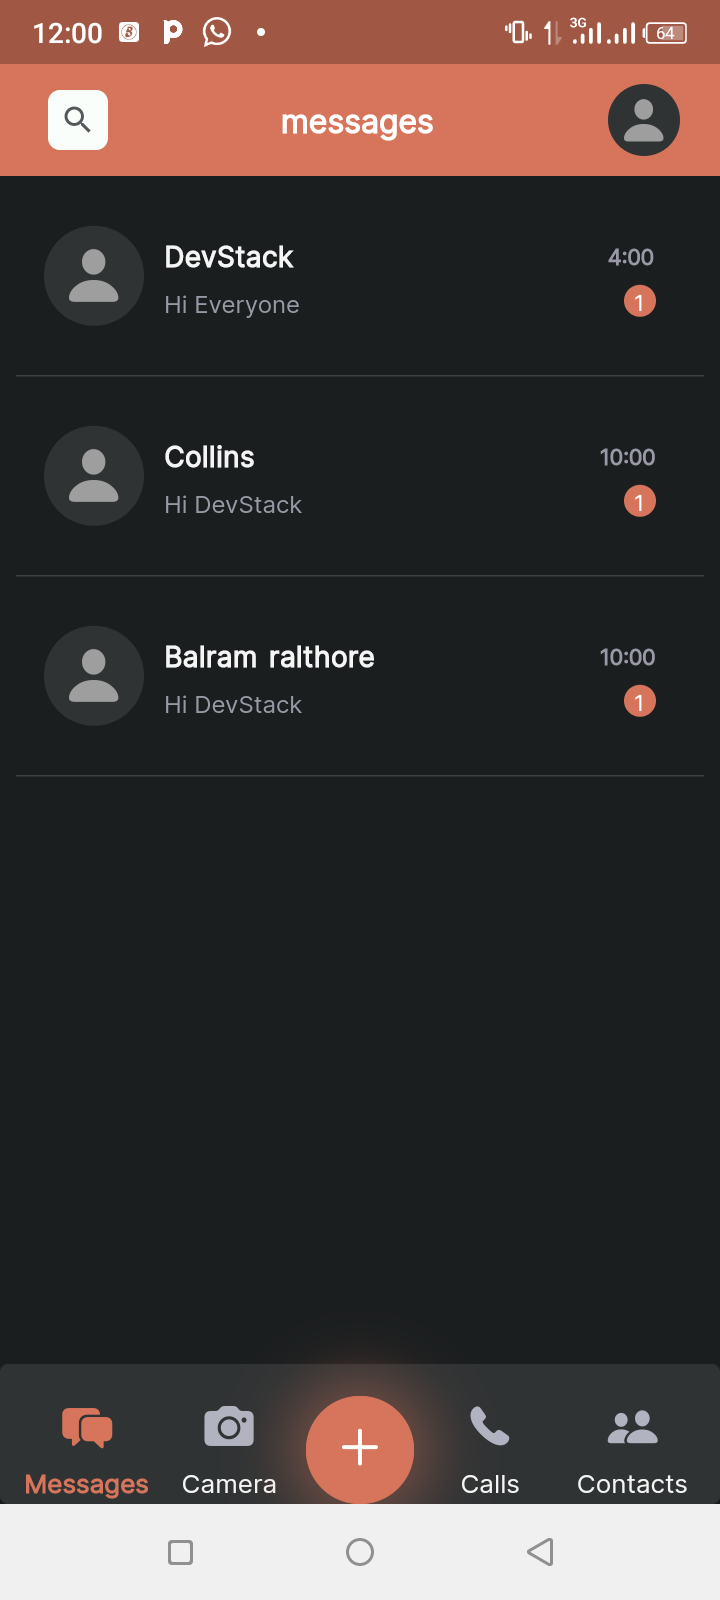 12:00
3G
64
messages
DevStack
4:00
Hi Everyone
1
Collins
10:00
Hi DevStack
1
Balram ralthore
10:00
Hi DevStack
1
Messages
Camera
Calls
Contacts